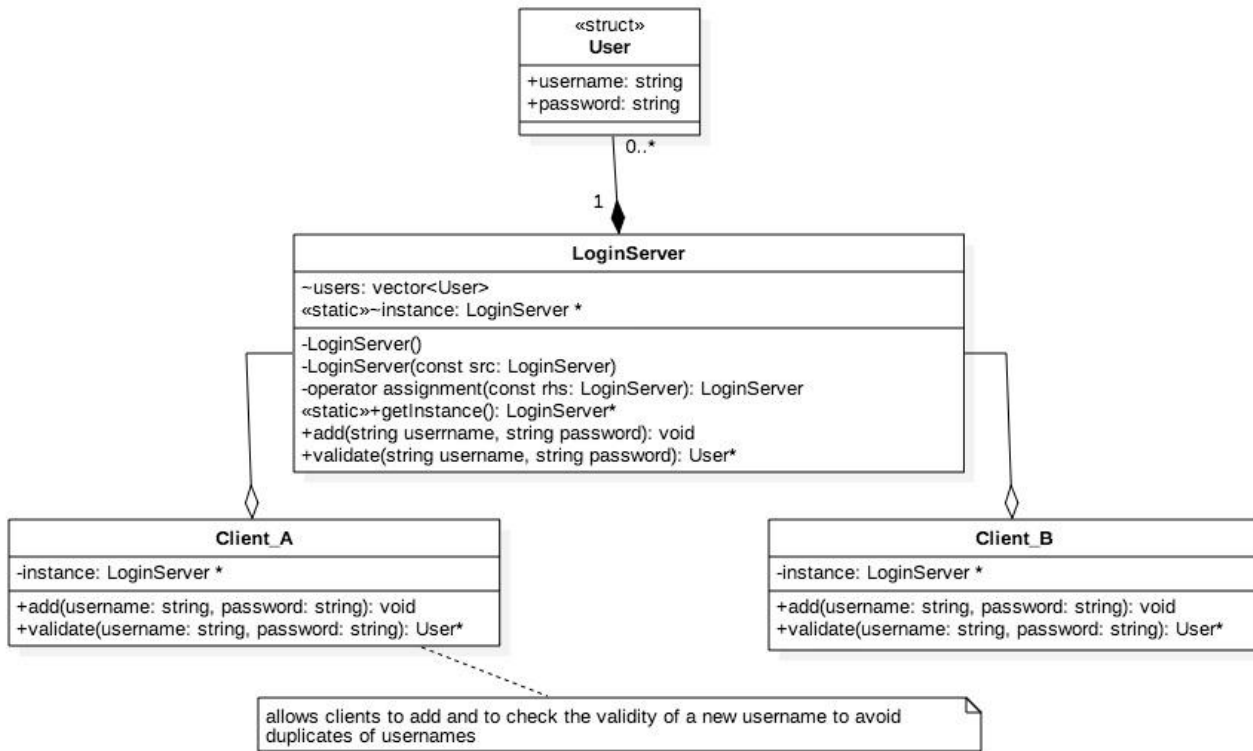 «struct»
User
+username: string
+password: string
0..*
1
LoginServer
~users: vector<User>
«static»~instance: LoginServer *
-LoginServer()
-LoginServer(const src: LoginServer)
-operator assignment(const rhs: LoginServer): LoginServer
«static»+getInstance(): LoginServer*
+add(string userrname, string password): void
+validate(string username, string password): User*
Client_A
-instance: LoginServer *
+add(username: string, password: string): void
+validate(username: string, password: string): User*
Client_B
-instance: LoginServer *
+add(username: string, password: string): void
+validate(username: string, password: string): User*
allows clients to add and to check the validity of a new username to avoid
duplicates of usernames